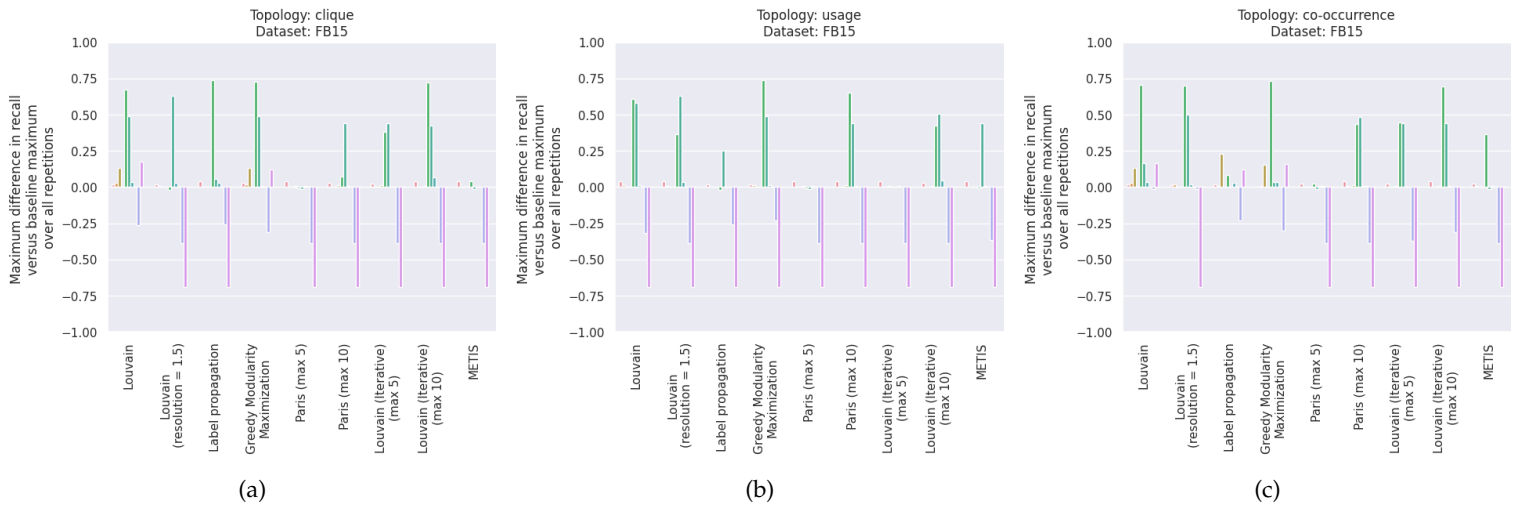 Topology: clique
Dataset: FB15
Maximum difference in recall
versus baseline maximum
over all repetitions
1.00
0.75
0.50
0.25
0.00
−0.25
−0.50
−0.75
−1.00
Louvain
Louvain
(resolution = 1.5)
Label propagation
Greedy Modularity
Maximization
Paris (max 5)
Paris (max 10)
Louvain (Iterative)
(max 5)
Louvain (Iterative)
(max 10)
METIS
(a)
Topology: usage
Dataset: FB15
Maximum difference in recall
versus baseline maximum
over all repetitions
1.00
0.75
0.50
0.25
0.00
−0.25
−0.50
−0.75
−1.00
Louvain
Louvain
(resolution = 1.5)
Label propagation
Greedy Modularity
Maximization
Paris (max 5)
Paris (max 10)
Louvain (Iterative)
(max 5)
Louvain (Iterative)
(max 10)
METIS
(b)
Topology: co-occurrence
Dataset: FB15
Maximum difference in recall
versus baseline maximum
over all repetitions
1.00
0.75
0.50
0.25
0.00
−0.25
−0.50
−0.75
−1.00
Louvain
Louvain
(resolution = 1.5)
Label propagation
Greedy Modularity
Maximization
Paris (max 5)
Paris (max 10)
Louvain (Iterative)
(max 5)
Louvain (Iterative)
(max 10)
METIS
(c)